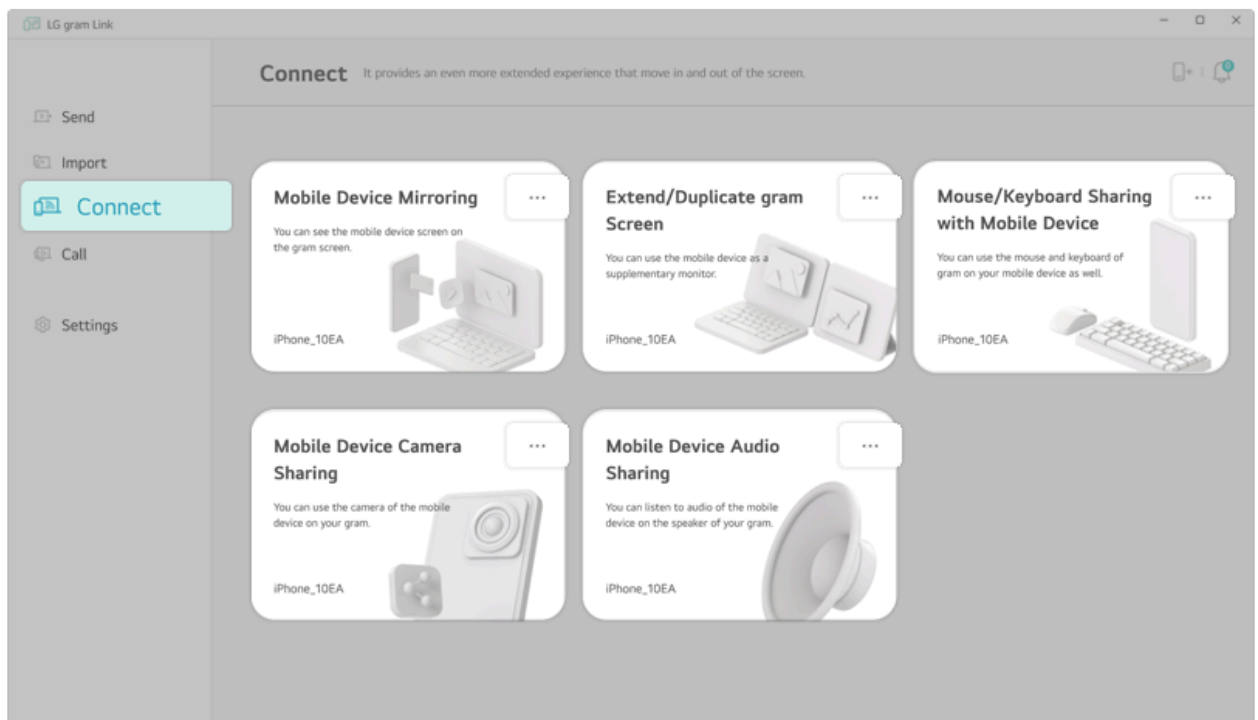 LG gram Link
Connect It provides an even more extended experience that move in and out of the screen.
0
Send
Import
Connect
Call
Settings
Mobile Device Mirroring
...
You can see the mobile device screen on
the gram screen.
iPhone_10EA
Extend/Duplicate gram
Screen
...
You can use the mobile device as a
supplementary monitor.
iPhone_10EA
Mouse/Keyboard Sharing
with Mobile Device
...
You can use the mouse and keyboard of
gram on your mobile device as well.
iPhone_10EA
Mobile Device Camera
Sharing
...
You can use the camera of the mobile
device on your gram.
iPhone_10EA
Mobile Device Audio
Sharing
...
You can listen to audio of the mobile
device on the speaker of your gram.
iPhone_10EA